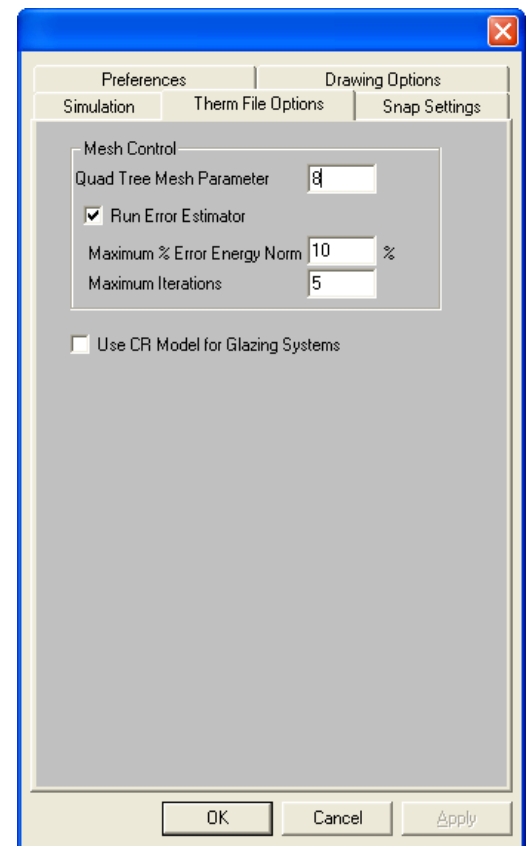 Preferences Drawing Options
Simulation Therm File Options Snap Settings
Mesh Control
Quad Tree Mesh Parameter 8
Run Error Estimator
Maximum % Error Energy Norm 10 %
Maximum Iterations 5
Use CR Model for Glazing Systems
OK Cancel Apply